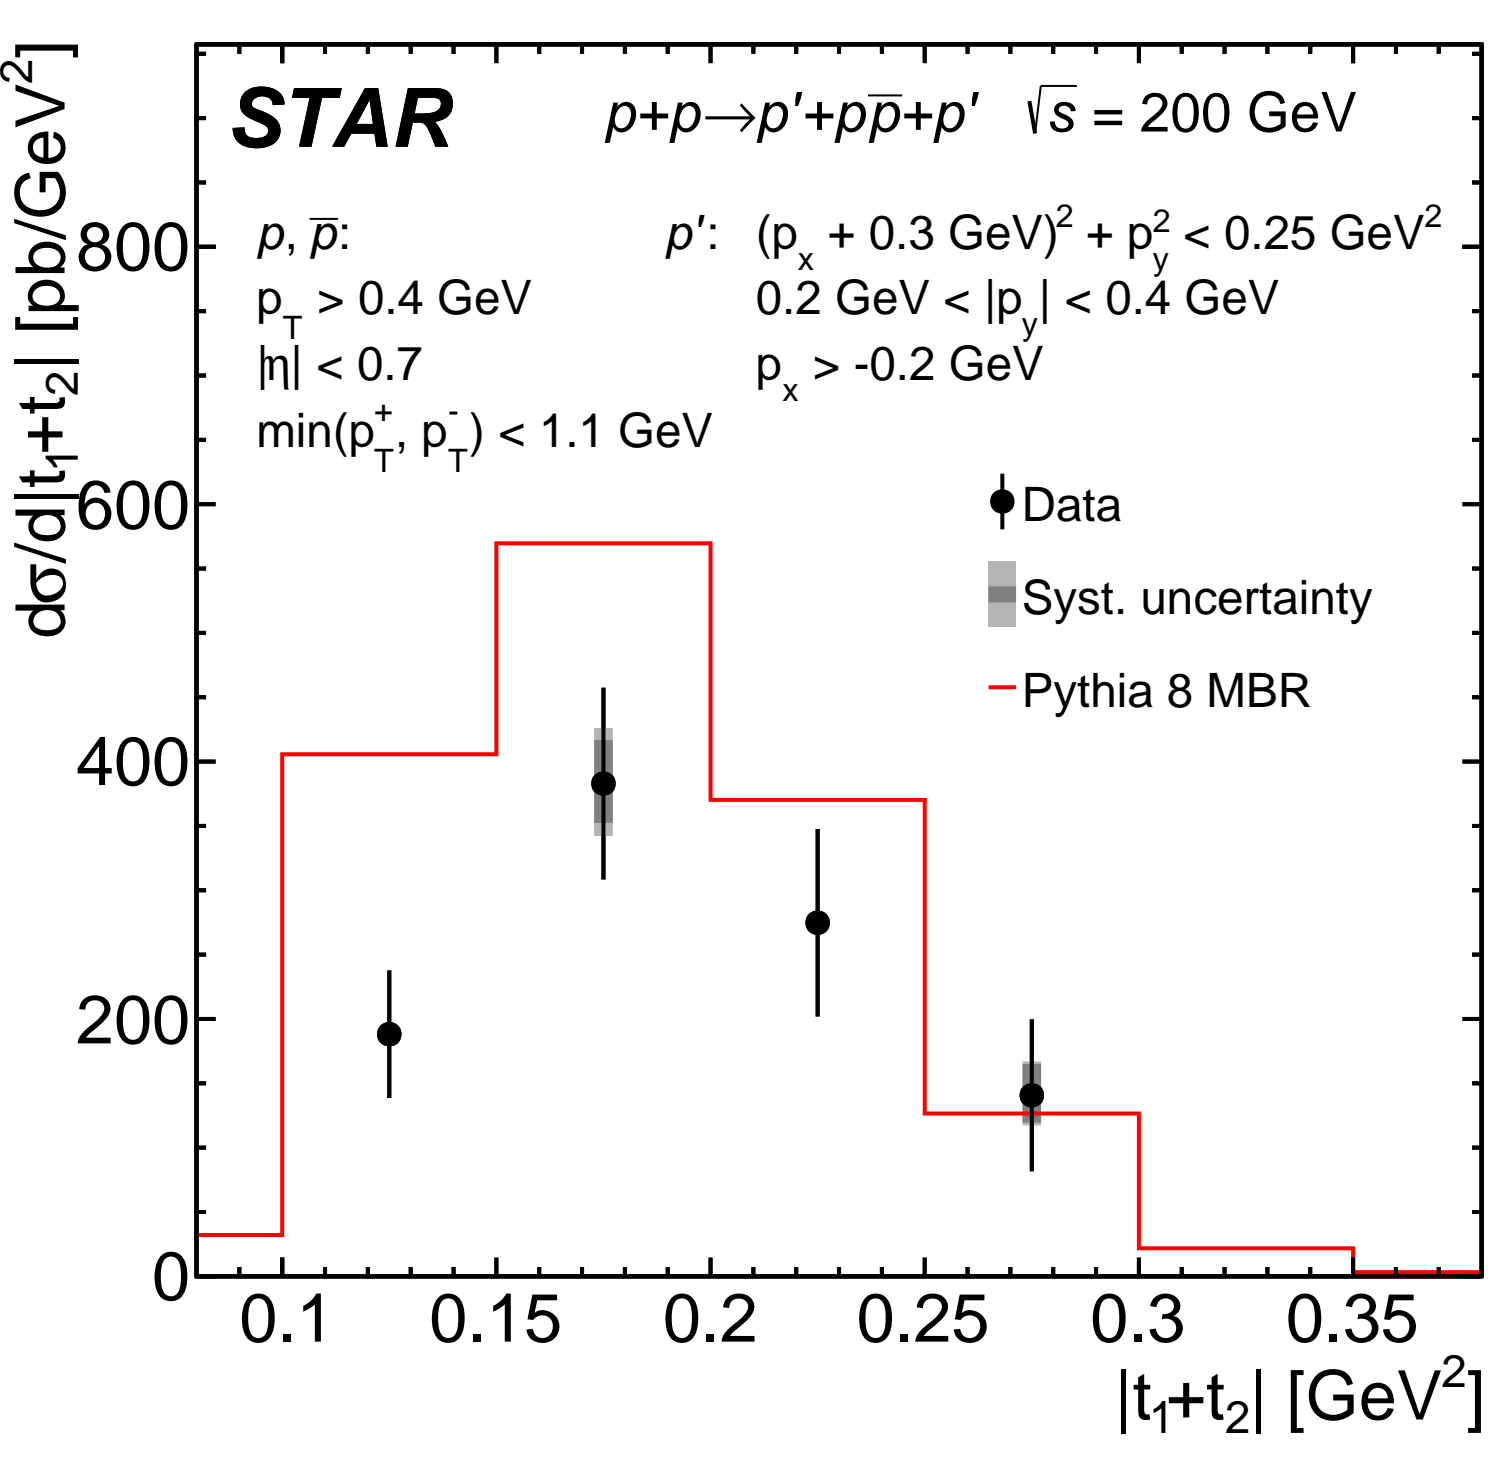 STAR p+p→p′+pp̅+p′ √s = 200 GeV
p, p̅: p′: (pₓ + 0.3 GeV)² + p_y² < 0.25 GeV²
p_T > 0.4 GeV 0.2 GeV < |p_y| < 0.4 GeV
|η| < 0.7 pₓ > -0.2 GeV
min(p_T⁺, p_T⁻) < 1.1 GeV
Data
Syst. uncertainty
Pythia 8 MBR
dσ/d|t₁+t₂| [pb/GeV²]
800
600
400
200
0
0.1 0.15 0.2 0.25 0.3 0.35
|t₁+t₂| [GeV²]